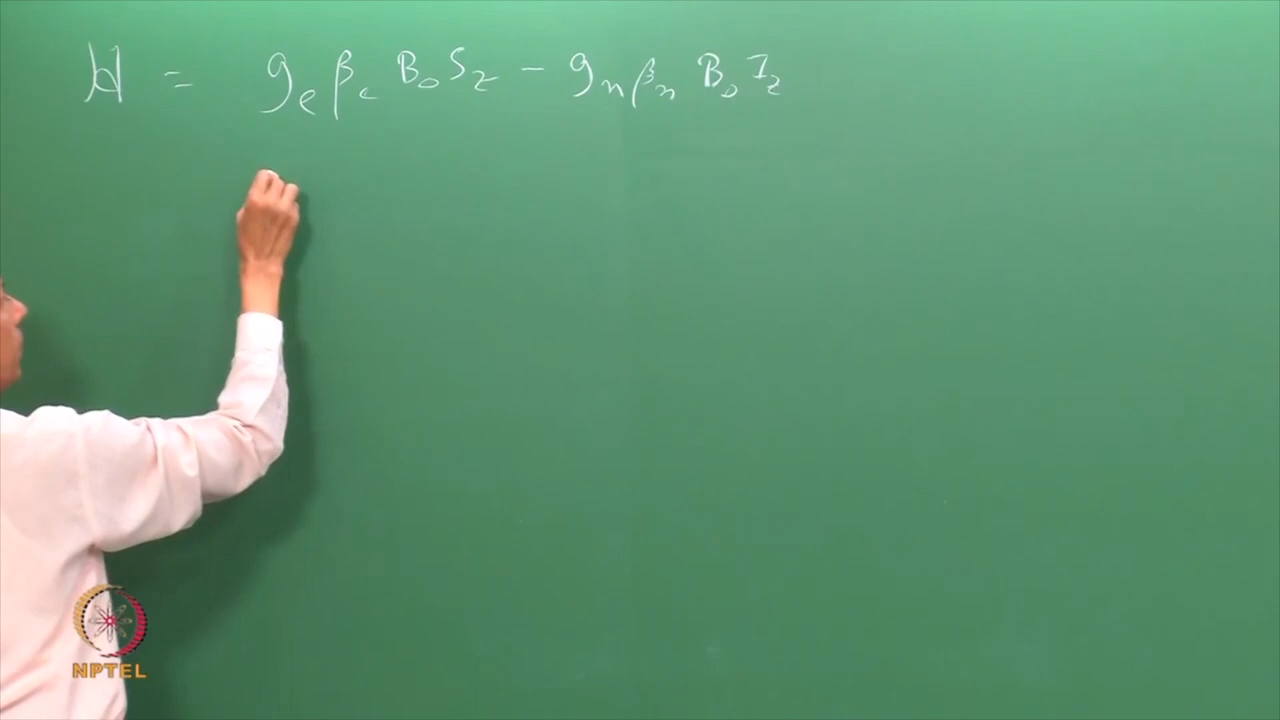 H = g_e β_e B_0 S_z − g_n β_n B_0 I_z
NPTEL